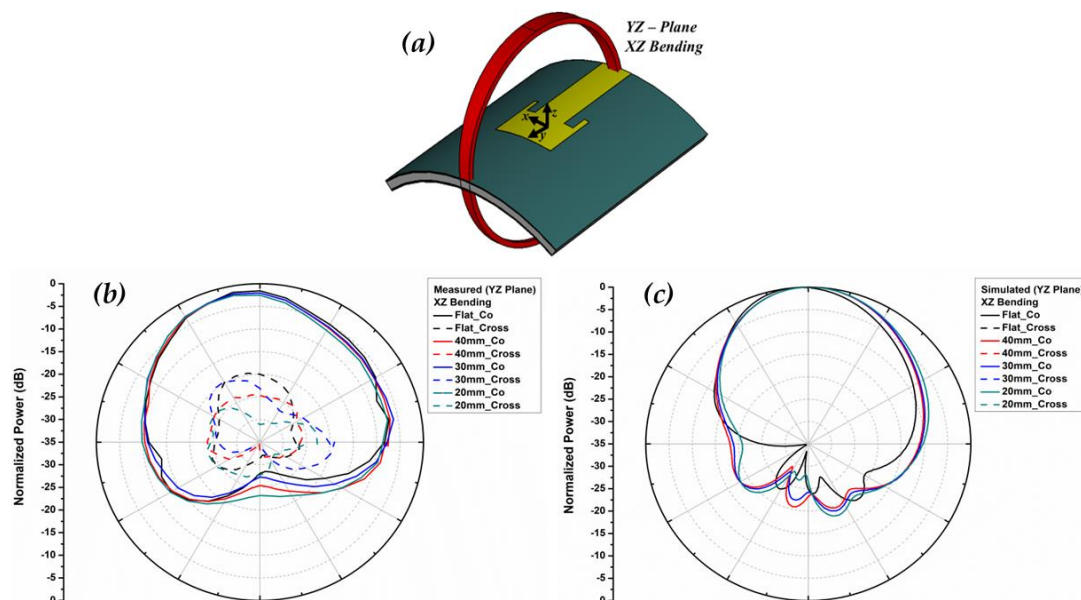 (a)
YZ – Plane
XZ Bending
x
y
z
(b)
Normalized Power (dB)
0
-5
-10
-15
-20
-25
-30
-35
-30
-25
-20
-15
-10
-5
0
Measured (YZ Plane)
XZ Bending
Flat_Co
Flat_Cross
40mm_Co
40mm_Cross
30mm_Co
30mm_Cross
20mm_Co
20mm_Cross
(c)
Normalized Power (dB)
0
-5
-10
-15
-20
-25
-30
-35
-30
-25
-20
-15
-10
-5
0
Simulated (YZ Plane)
XZ Bending
Flat_Co
Flat_Cross
40mm_Co
40mm_Cross
30mm_Co
30mm_Cross
20mm_Co
20mm_Cross